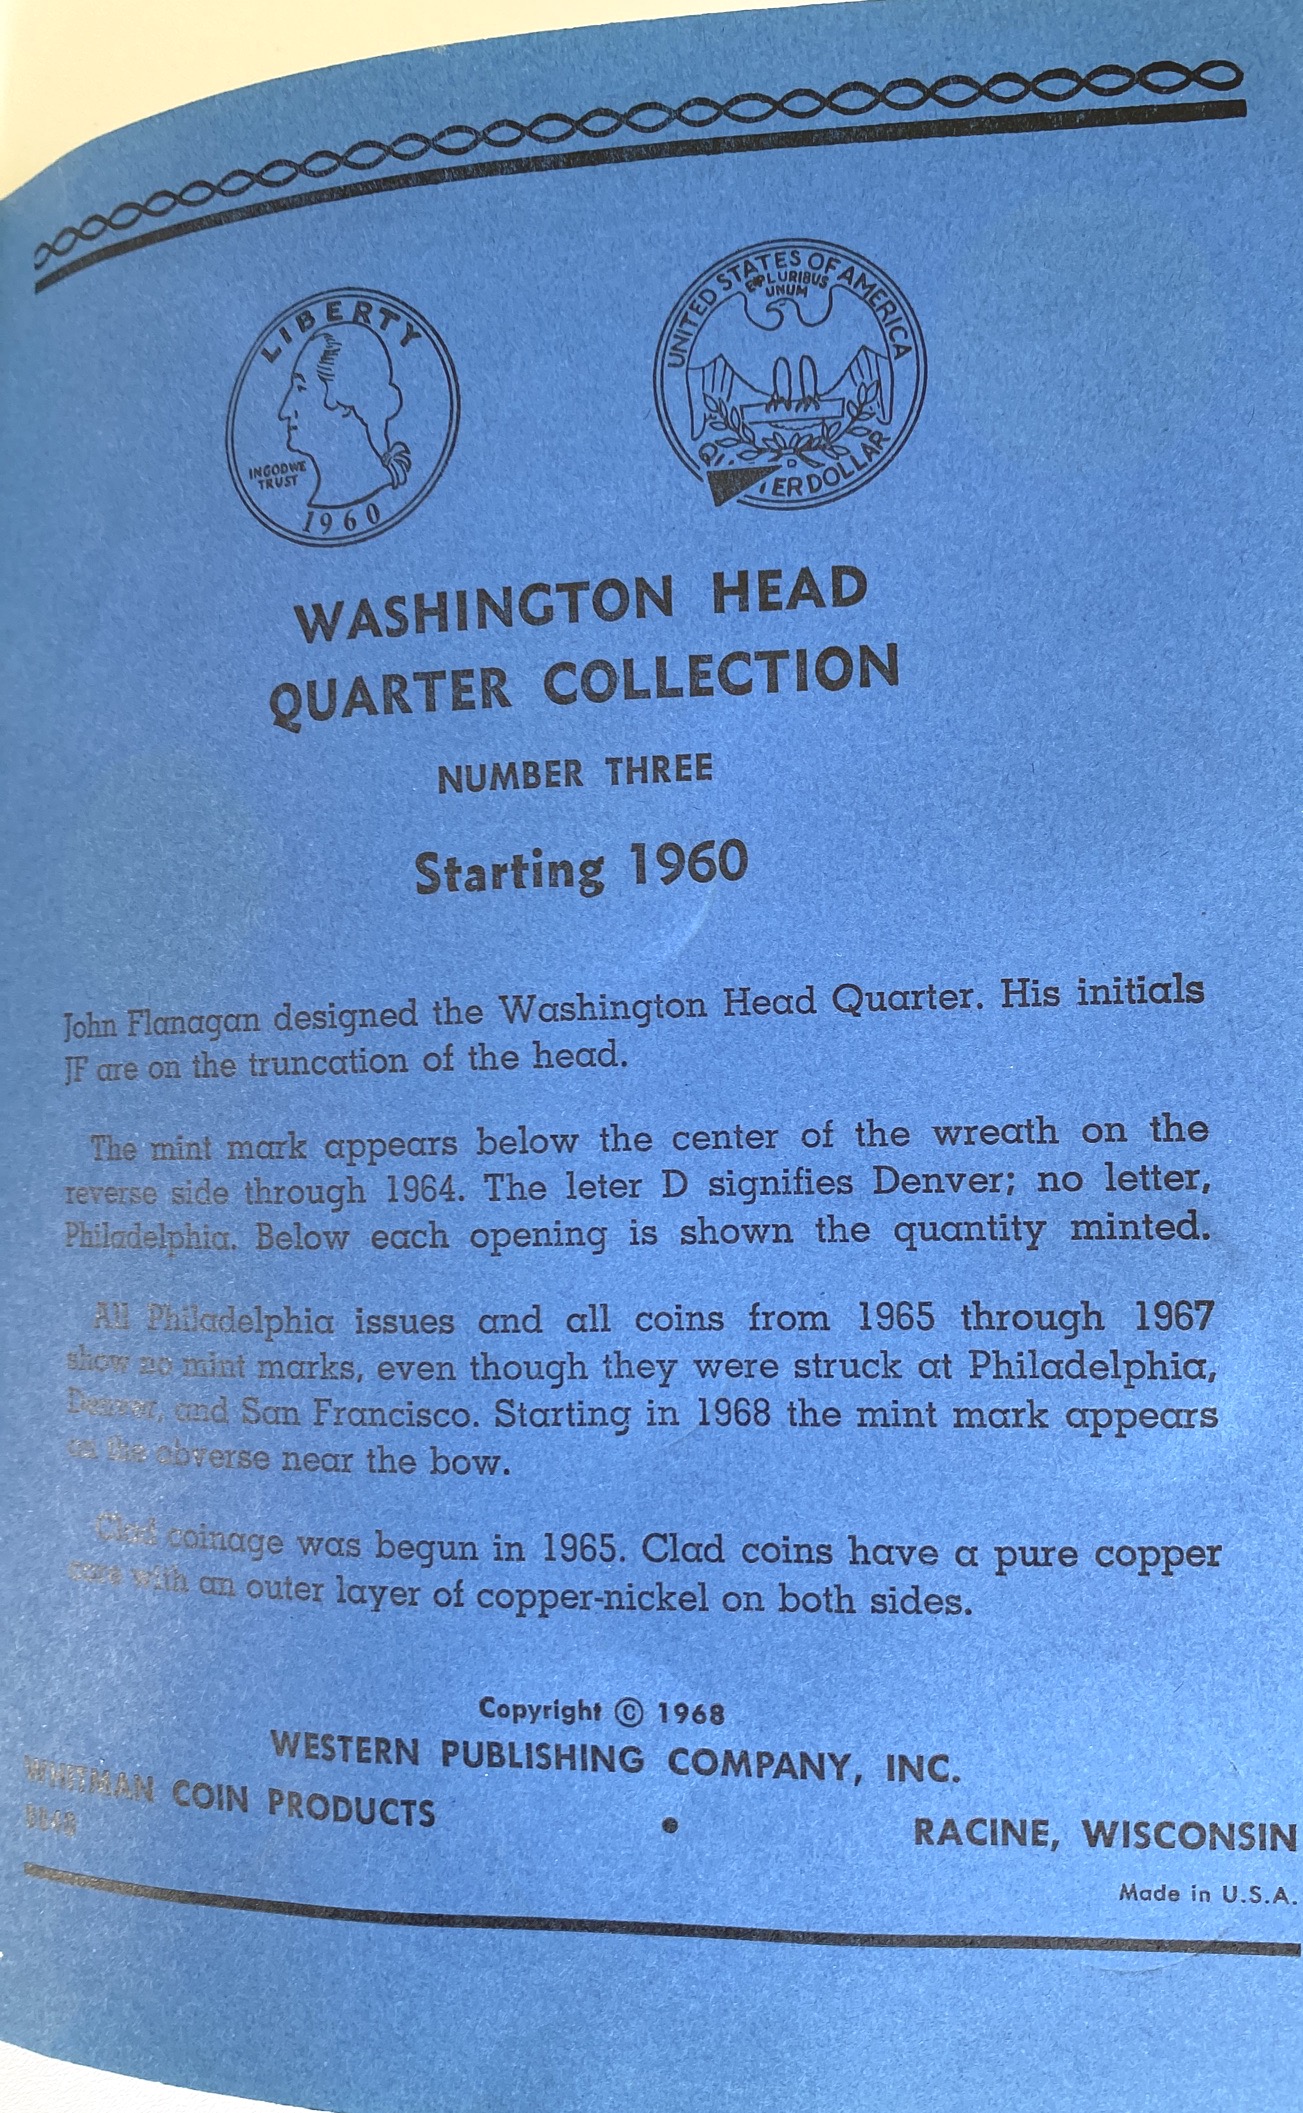 LIBERTY
IN GOD WE
TRUST
1960
UNITED STATES OF AMERICA
E PLURIBUS
UNUM
D
ER DOLLAR
WASHINGTON HEAD
QUARTER COLLECTION
NUMBER THREE
Starting 1960
John Flanagan designed the Washington Head Quarter. His initials
JF are on the truncation of the head.
The mint mark appears below the center of the wreath on the
reverse side through 1964. The leter D signifies Denver; no letter,
Philadelphia. Below each opening is shown the quantity minted.
All Philadelphia issues and all coins from 1965 through 1967
show no mint marks, even though they were struck at Philadelphia,
Denver, and San Francisco. Starting in 1968 the mint mark appears
on the obverse near the bow.
Clad coinage was begun in 1965. Clad coins have a pure copper
core with an outer layer of copper-nickel on both sides.
Copyright © 1968
WESTERN PUBLISHING COMPANY, INC.
WHITMAN COIN PRODUCTS • RACINE, WISCONSIN
Made in U.S.A.